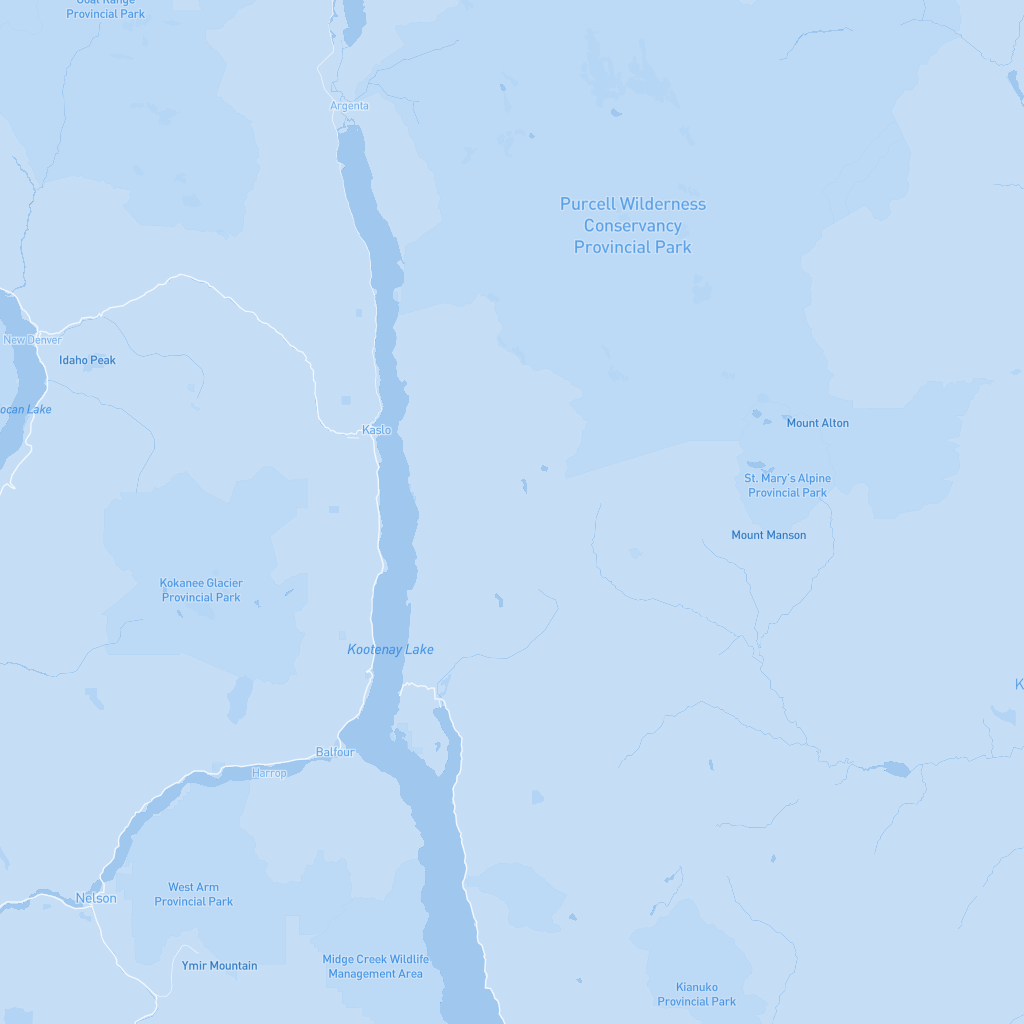 Goat Range
Provincial Park
Argenta
Purcell Wilderness
Conservancy
Provincial Park
New Denver
Idaho Peak
ocan Lake
Mount Alton
Kaslo
St. Mary's Alpine
Provincial Park
Mount Manson
Kokanee Glacier
Provincial Park
Kootenay Lake
K
Balfour
Harrop
West Arm
Provincial Park
Nelson
Midge Creek Wildlife
Management Area
Ymir Mountain
Kianuko
Provincial Park